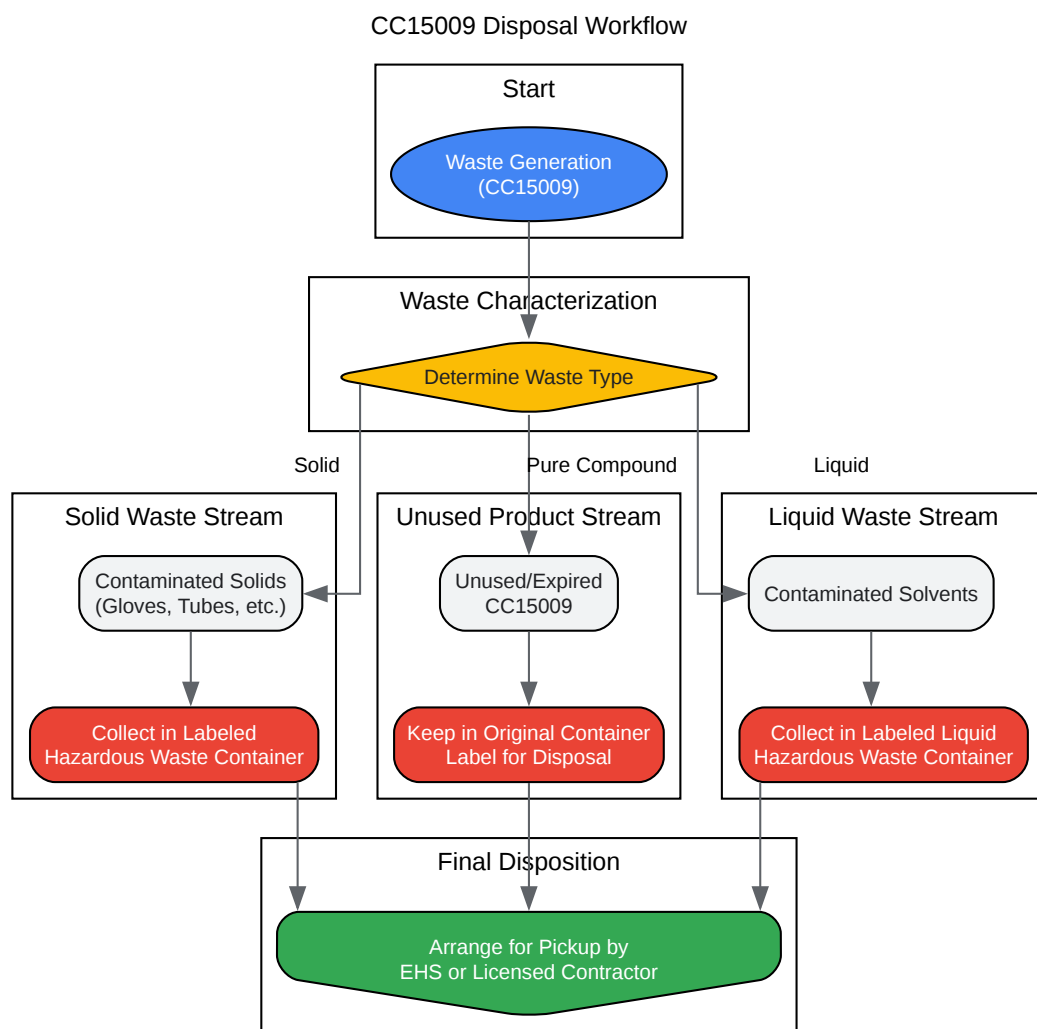 CC15009 Disposal Workflow
Start
Waste Generation
(CC15009)
Waste Characterization
Determine Waste Type
Solid
Pure Compound
Liquid
Solid Waste Stream
Contaminated Solids
(Gloves, Tubes, etc.)
Collect in Labeled
Hazardous Waste Container
Unused Product Stream
Unused/Expired
CC15009
Keep in Original Container
Label for Disposal
Liquid Waste Stream
Contaminated Solvents
Collect in Labeled Liquid
Hazardous Waste Container
Final Disposition
Arrange for Pickup by
EHS or Licensed Contractor